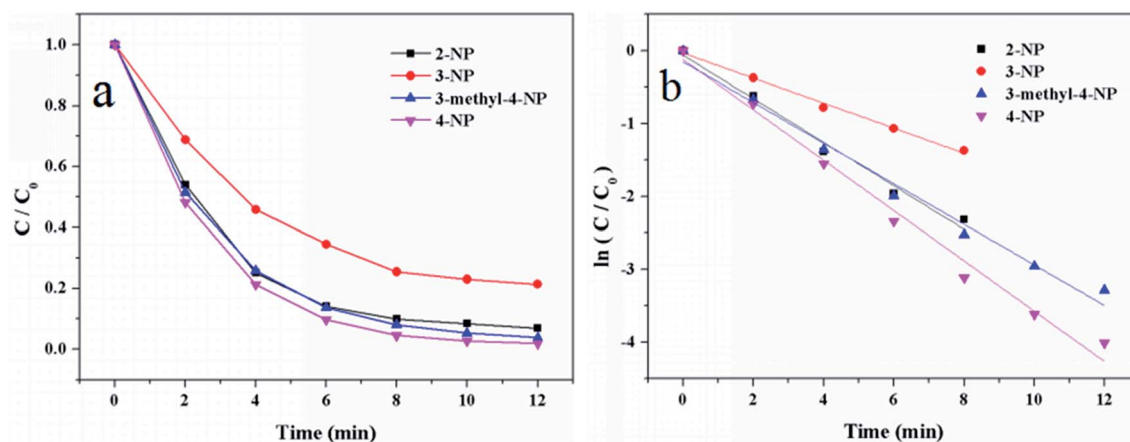 a
1.0
0.8
0.6
0.4
0.2
0.0
C / C0
2-NP
3-NP
3-methyl-4-NP
4-NP
0 2 4 6 8 10 12
Time (min)
b
0
-1
-2
-3
-4
ln ( C / C0 )
2-NP
3-NP
3-methyl-4-NP
4-NP
0 2 4 6 8 10 12
Time (min)